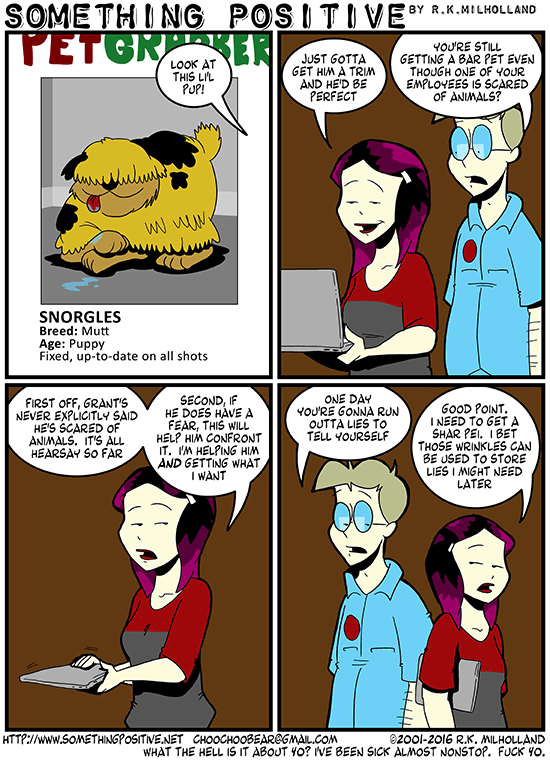 SOMETHING POSITIVE BY R.K.MILHOLLAND
PETGRABBER
LOOK AT
THIS LI'L
PUP!
SNORGLES
Breed: Mutt
Age: Puppy
Fixed, up-to-date on all shots
JUST GOTTA
GET HIM A TRIM
AND HE'D BE
PERFECT
YOU'RE STILL
GETTING A BAR PET EVEN
THOUGH ONE OF YOUR
EMPLOYEES IS SCARED
OF ANIMALS?
FIRST OFF, GRANT'S
NEVER EXPLICITLY SAID
HE'S SCARED OF
ANIMALS. IT'S ALL
HEARSAY SO FAR
SECOND, IF
HE DOES HAVE A
FEAR, THIS WILL
HELP HIM CONFRONT
IT. I'M HELPING HIM
AND GETTING WHAT
I WANT
ONE DAY
YOU'RE GONNA RUN
OUTTA LIES TO
TELL YOURSELF
GOOD POINT.
I NEED TO GET A
SHAR PEI. I BET
THOSE WRINKLES CAN
BE USED TO STORE
LIES I MIGHT NEED
LATER
HTTP://WWW.SOMETHINGPOSITIVE.NET CHOOCHOOBEAR@GMAIL.COM ©2001-2016 R.K. MILHOLLAND
WHAT THE HELL IS IT ABOUT 40? I'VE BEEN SICK ALMOST NONSTOP. FUCK 40.